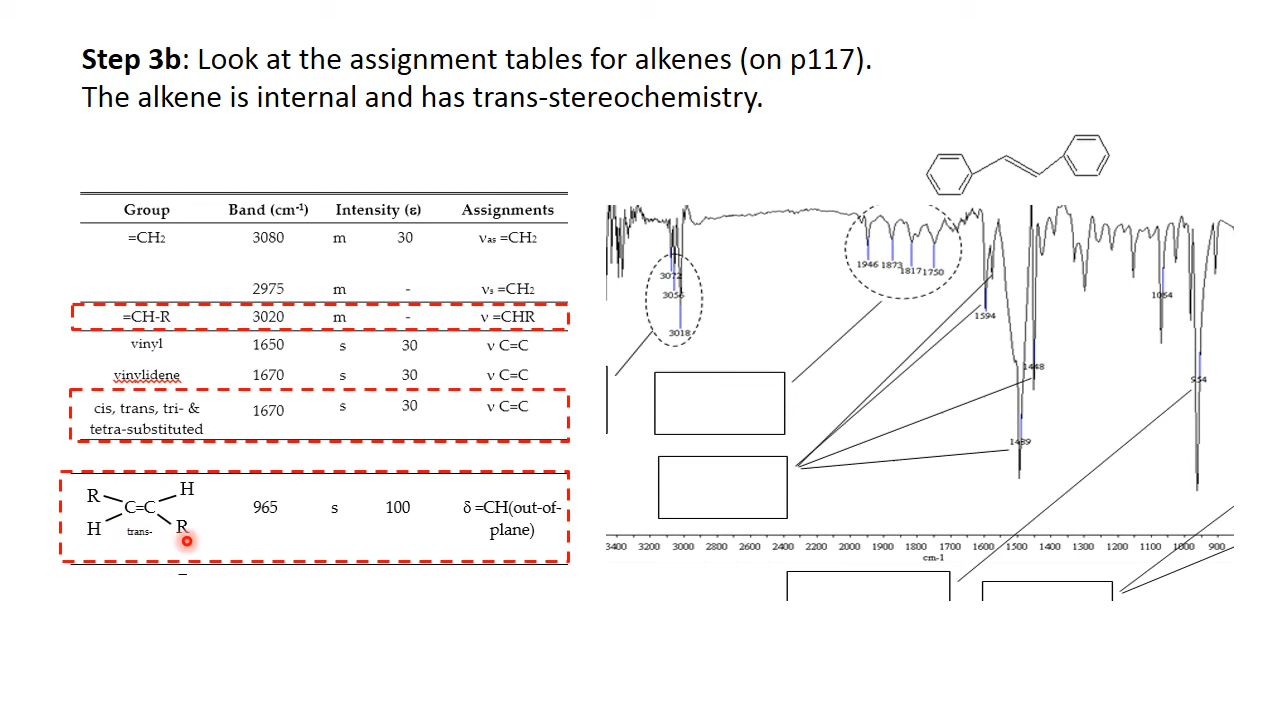 Step 3b: Look at the assignment tables for alkenes (on p117).
The alkene is internal and has trans-stereochemistry.
Group Band (cm-1) Intensity (ε) Assignments
=CH2 3080 m 30 νas =CH2
2975 m - νs =CH2
=CH-R 3020 m - ν =CHR
vinyl 1650 s 30 ν C=C
vinylidene 1670 s 30 ν C=C
cis, trans, tri- & 1670 s 30 ν C=C
tetra-substituted
R H
C=C 965 s 100 δ =CH(out-of-
H trans- R plane)
–
1946 1873 1817 1750
3072
3056
3018
1594
1448
1489
1064
3400 3200 3000 2800 2600 2400 2200 2000 1900 1800 1700 1600 1500 1400 1300 1200 1100 1000 900
cm-1